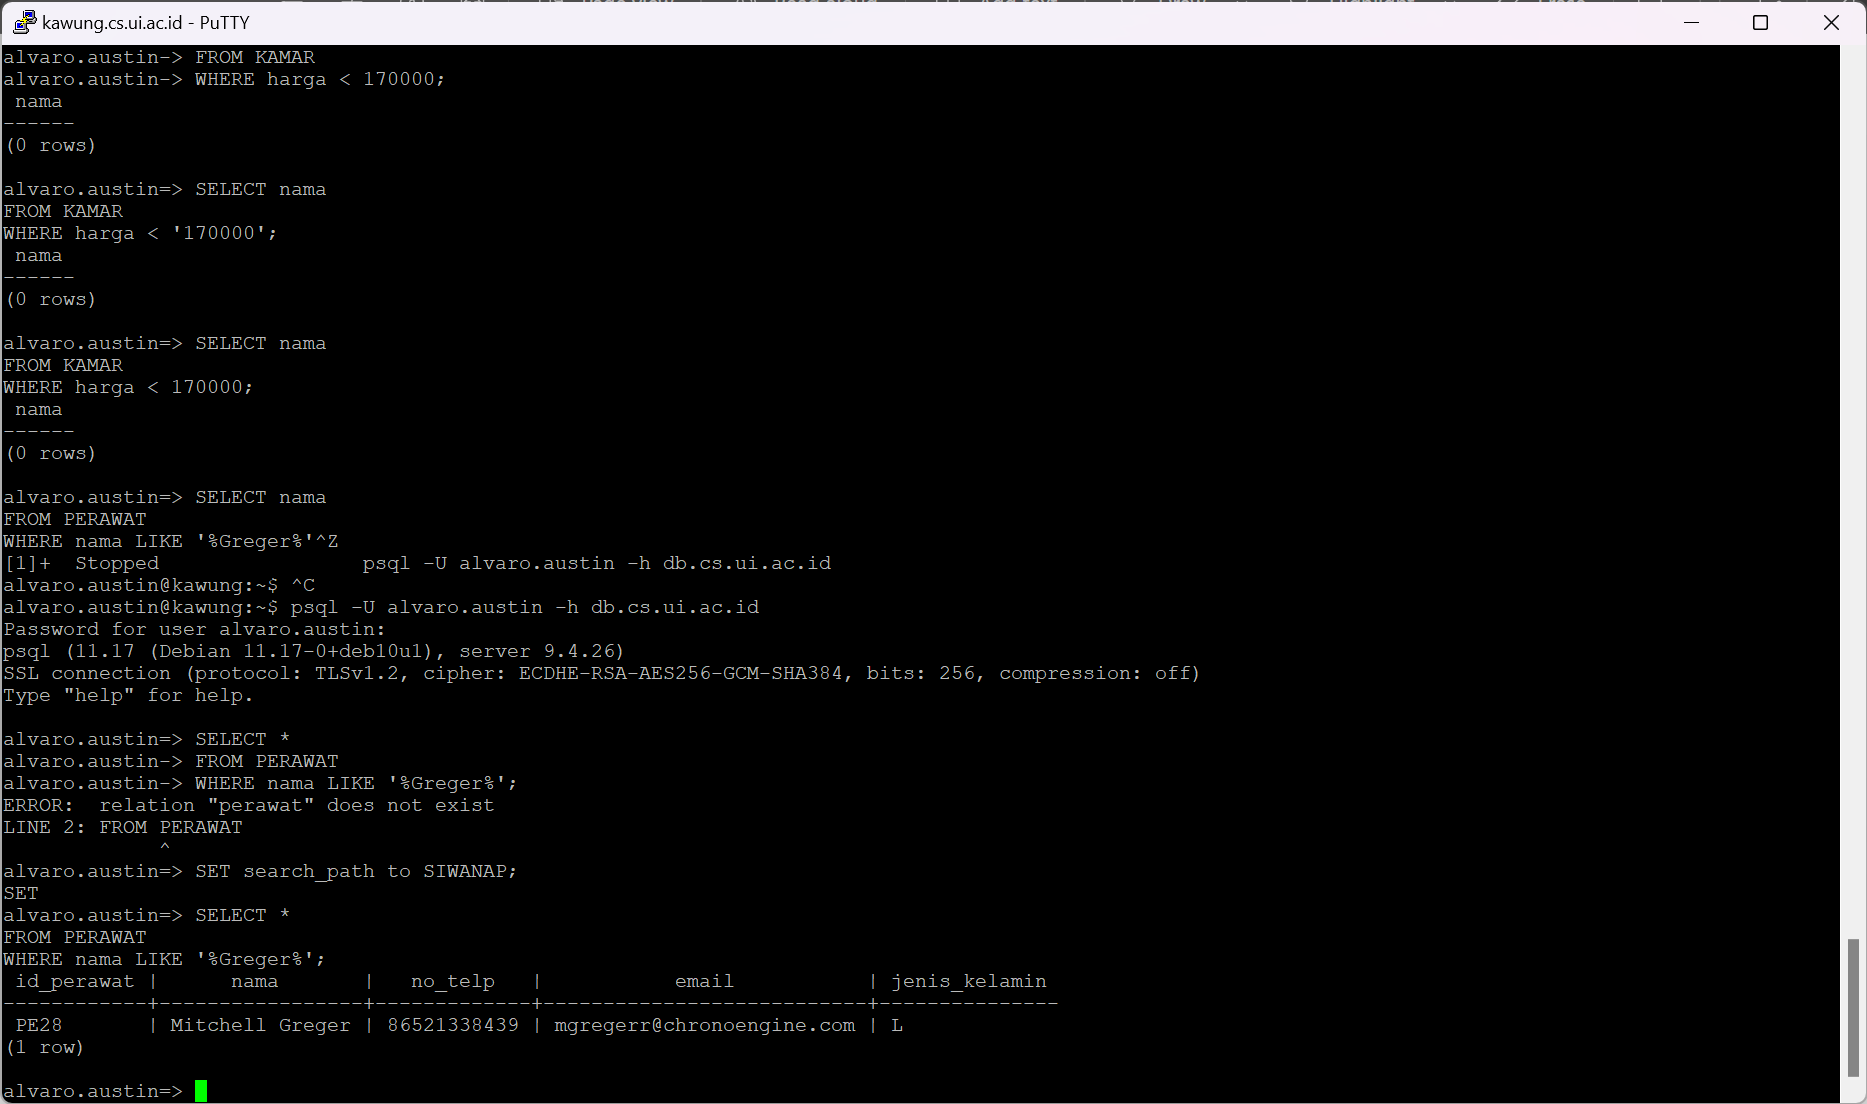 kawung.cs.ui.ac.id - PuTTY
alvaro.austin-> FROM KAMAR
alvaro.austin-> WHERE harga < 170000;
 nama
------
(0 rows)

alvaro.austin=> SELECT nama
FROM KAMAR
WHERE harga < '170000';
 nama
------
(0 rows)

alvaro.austin=> SELECT nama
FROM KAMAR
WHERE harga < 170000;
 nama
------
(0 rows)

alvaro.austin=> SELECT nama
FROM PERAWAT
WHERE nama LIKE '%Greger%'^Z
[1]+  Stopped                 psql -U alvaro.austin -h db.cs.ui.ac.id
alvaro.austin@kawung:~$ ^C
alvaro.austin@kawung:~$ psql -U alvaro.austin -h db.cs.ui.ac.id
Password for user alvaro.austin:
psql (11.17 (Debian 11.17-0+deb10u1), server 9.4.26)
SSL connection (protocol: TLSv1.2, cipher: ECDHE-RSA-AES256-GCM-SHA384, bits: 256, compression: off)
Type "help" for help.

alvaro.austin=> SELECT *
alvaro.austin-> FROM PERAWAT
alvaro.austin-> WHERE nama LIKE '%Greger%';
ERROR:  relation "perawat" does not exist
LINE 2: FROM PERAWAT
             ^
alvaro.austin=> SET search_path to SIWANAP;
SET
alvaro.austin=> SELECT *
FROM PERAWAT
WHERE nama LIKE '%Greger%';
 id_perawat |      nama       |   no_telp   |           email           | jenis_kelamin
------------+-----------------+-------------+---------------------------+---------------
 PE28       | Mitchell Greger | 86521338439 | mgregerr@chronoengine.com | L
(1 row)

alvaro.austin=>